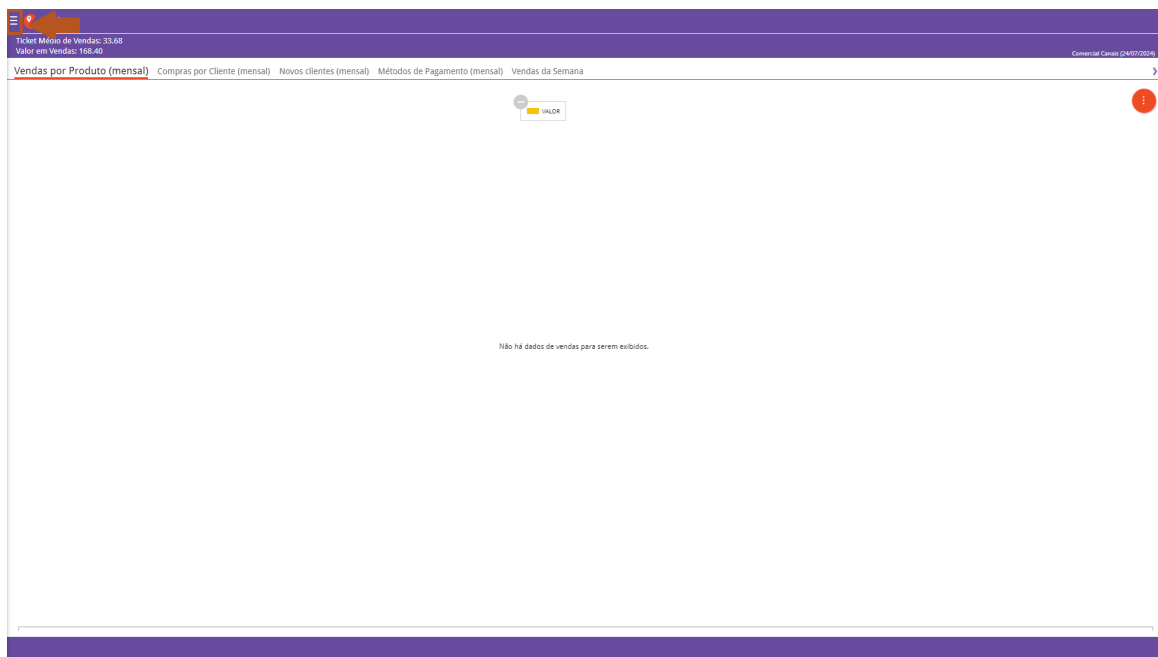 Ticket Médio de Vendas: 33.68
Valor em Vendas: 168.40
Comercial Canais (24/07/2024)
Vendas por Produto (mensal) Compras por Cliente (mensal) Novos clientes (mensal) Métodos de Pagamento (mensal) Vendas da Semana
VALOR
Não há dados de vendas para serem exibidos.